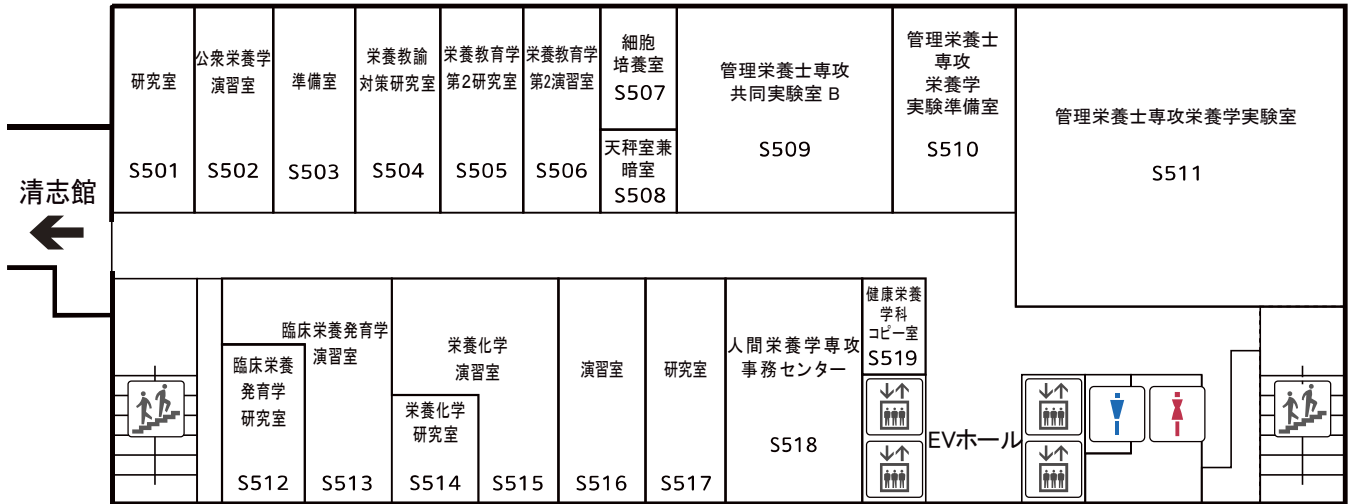 清志館
研究室
S501
公衆栄養学
演習室
S502
準備室
S503
栄養教諭
対策研究室
S504
栄養教育学
第2研究室
S505
栄養教育学
第2演習室
S506
細胞
培養室
S507
天秤室兼
暗室
S508
管理栄養士専攻
共同実験室 B
S509
管理栄養士
専攻
栄養学
実験準備室
S510
管理栄養士専攻栄養学実験室
S511
臨床栄養
発育学
研究室
S512
臨床栄養発育学
演習室
S513
栄養化学
研究室
S514
栄養化学
演習室
S515
演習室
S516
研究室
S517
人間栄養学専攻
事務センター
S518
健康栄養
学科
コピー室
S519
EVホール